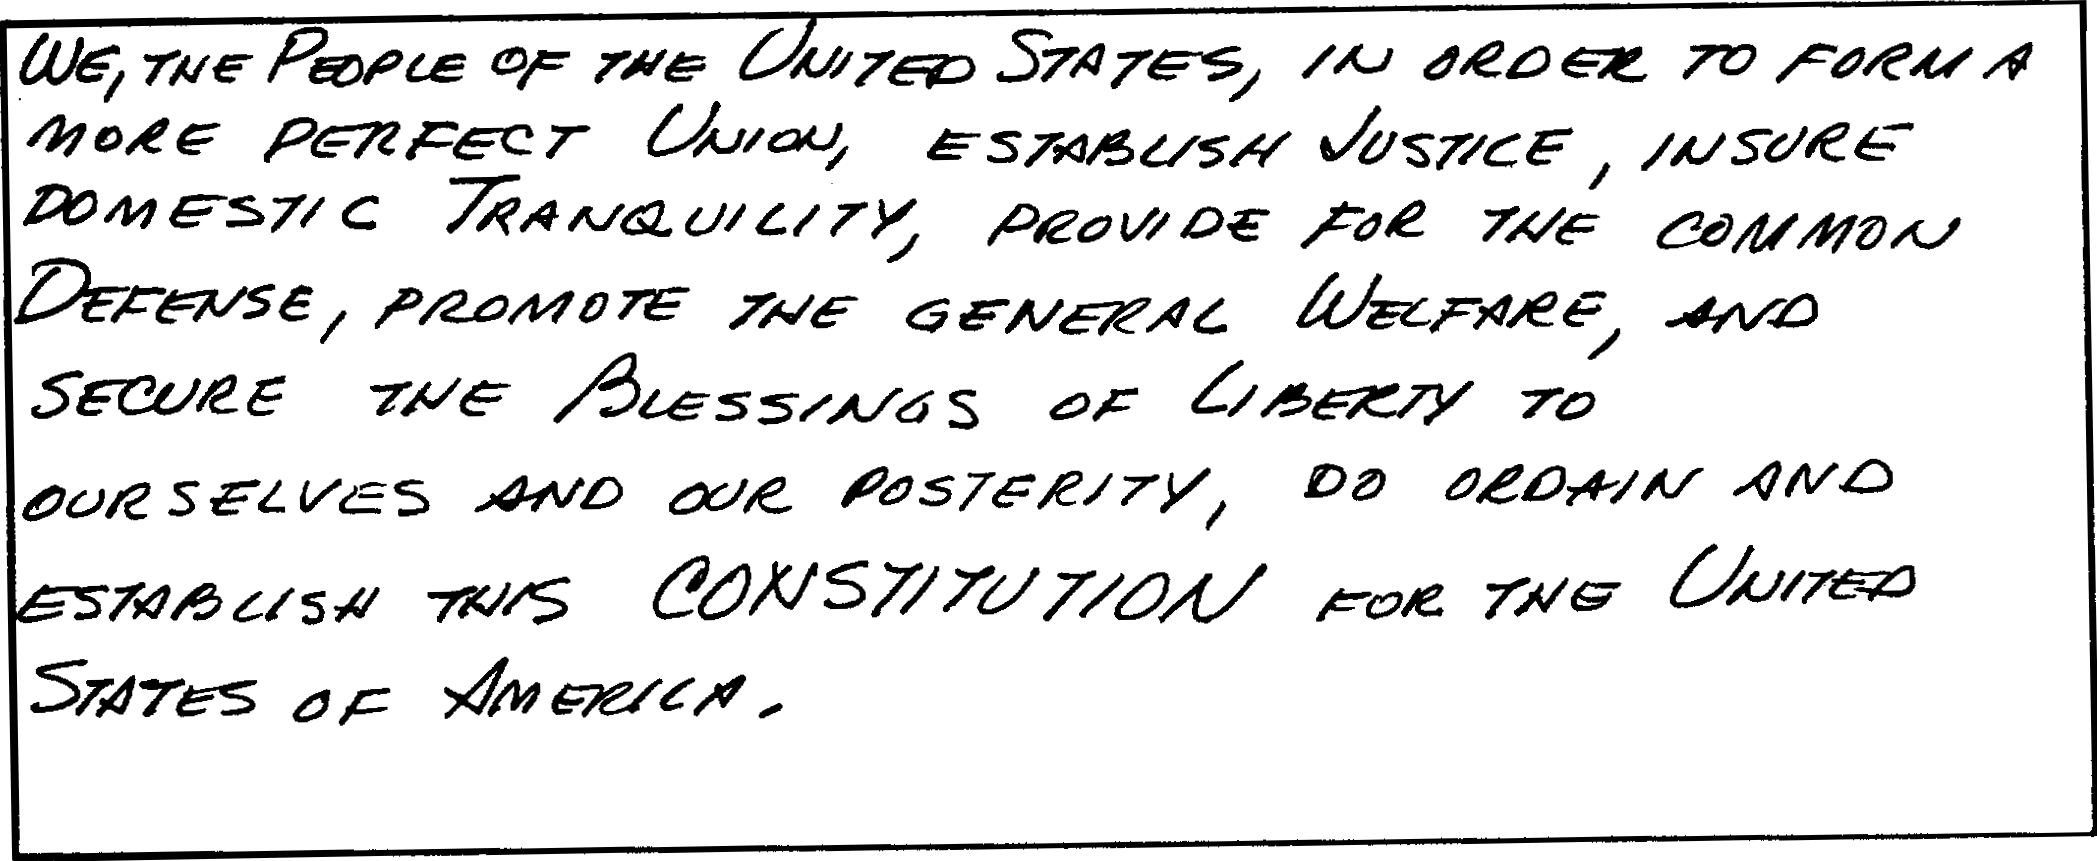 WE, THE PEOPLE OF THE UNITED STATES, IN ORDER TO FORM A
MORE PERFECT UNION, ESTABLISH JUSTICE, INSURE
DOMESTIC TRANQUILITY, PROVIDE FOR THE COMMON
DEFENSE, PROMOTE THE GENERAL WELFARE, AND
SECURE THE BLESSINGS OF LIBERTY TO
OURSELVES AND OUR POSTERITY, DO ORDAIN AND
ESTABLISH THIS CONSTITUTION FOR THE UNITED
STATES OF AMERICA.